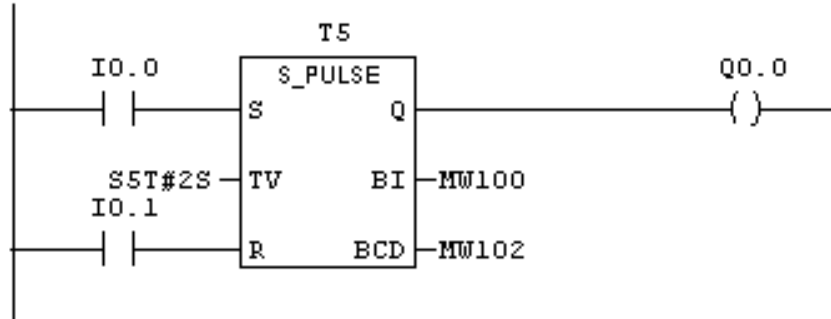 T5
I0.0
S_PULSE
Q0.0
S
Q
S5T#2S
TV
BI
MW100
I0.1
R
BCD
MW102